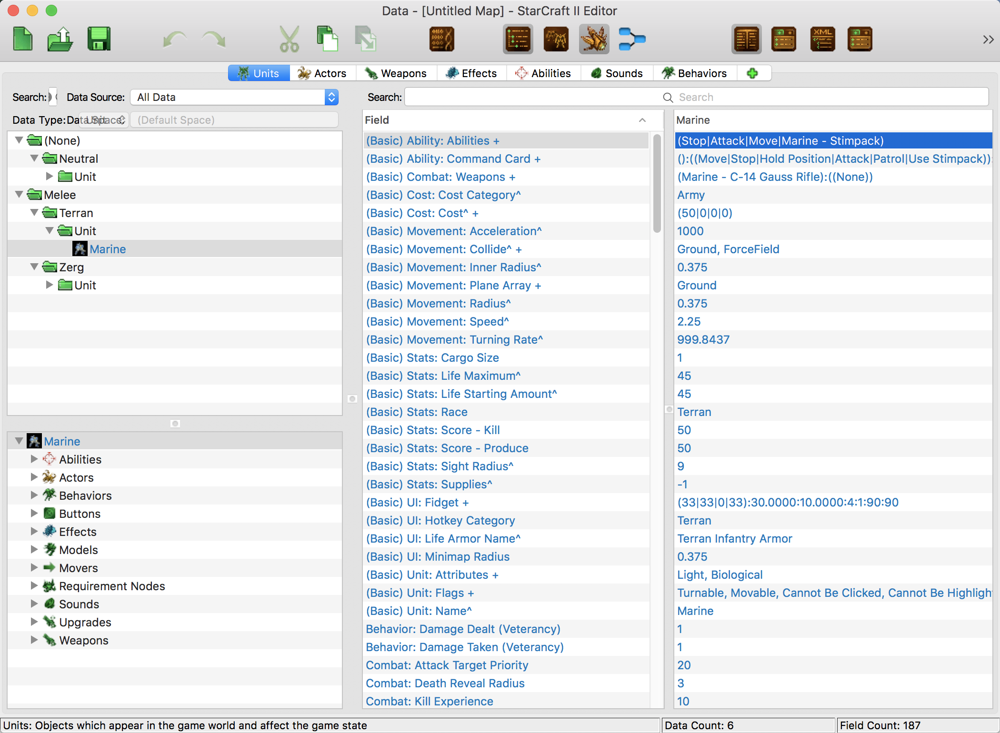 Data - [Untitled Map] - StarCraft II Editor
XML
Units Actors Weapons Effects Abilities Sounds Behaviors
Search: Data Source: All Data
Data Type: (Default Space)
(None)
Neutral
Unit
Melee
Terran
Unit
Marine
Zerg
Unit
Marine
Abilities
Actors
Behaviors
Buttons
Effects
Models
Movers
Requirement Nodes
Sounds
Upgrades
Weapons
Search: Search
Field Marine
(Basic) Ability: Abilities + (Stop|Attack|Move|Marine - Stimpack)
(Basic) Ability: Command Card + ():((Move|Stop|Hold Position|Attack|Patrol|Use Stimpack)):
(Basic) Combat: Weapons + (Marine - C-14 Gauss Rifle):((None))
(Basic) Cost: Cost Category^ Army
(Basic) Cost: Cost^ + (50|0|0|0)
(Basic) Movement: Acceleration^ 1000
(Basic) Movement: Collide^ + Ground, ForceField
(Basic) Movement: Inner Radius^ 0.375
(Basic) Movement: Plane Array + Ground
(Basic) Movement: Radius^ 0.375
(Basic) Movement: Speed^ 2.25
(Basic) Movement: Turning Rate^ 999.8437
(Basic) Stats: Cargo Size 1
(Basic) Stats: Life Maximum^ 45
(Basic) Stats: Life Starting Amount^ 45
(Basic) Stats: Race Terran
(Basic) Stats: Score - Kill 50
(Basic) Stats: Score - Produce 50
(Basic) Stats: Sight Radius^ 9
(Basic) Stats: Supplies^ -1
(Basic) UI: Fidget + (33|33|0|33):30.0000:10.0000:4:1:90:90
(Basic) UI: Hotkey Category Terran
(Basic) UI: Life Armor Name^ Terran Infantry Armor
(Basic) UI: Minimap Radius 0.375
(Basic) Unit: Attributes + Light, Biological
(Basic) Unit: Flags + Turnable, Movable, Cannot Be Clicked, Cannot Be Highligh
(Basic) Unit: Name^ Marine
Behavior: Damage Dealt (Veterancy) 1
Behavior: Damage Taken (Veterancy) 1
Combat: Attack Target Priority 20
Combat: Death Reveal Radius 3
Combat: Kill Experience 10
Units: Objects which appear in the game world and affect the game state Data Count: 6 Field Count: 187